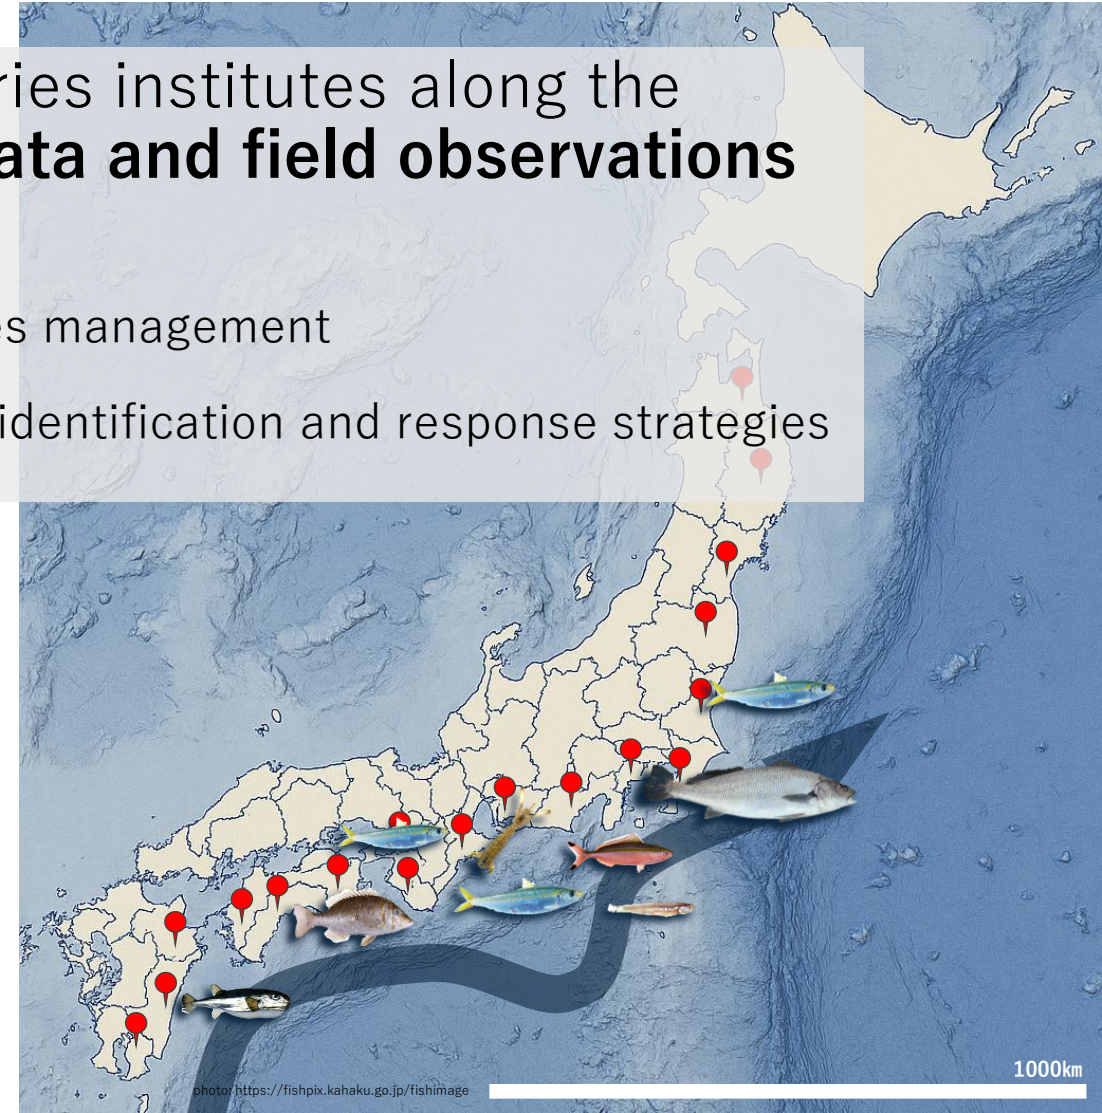 ries institutes along the
ata and field observations
es management
identification and response strategies
1000km
photo: https://fishpix.kahaku.go.jp/fishimage